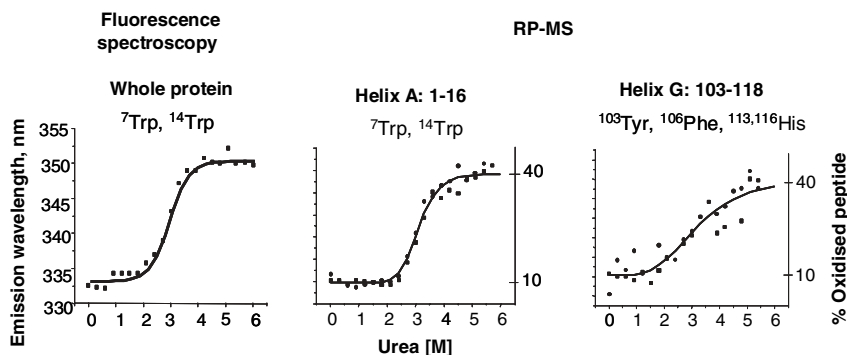 Fluorescence
spectroscopy
RP-MS
Whole protein
⁷Trp, ¹⁴Trp
Helix A: 1-16
⁷Trp, ¹⁴Trp
Helix G: 103-118
¹⁰³Tyr, ¹⁰⁶Phe, ¹¹³,¹¹⁶His
Emission wavelength, nm
355
350
345
340
335
330
0 1 2 3 4 5 6
40
10
0 1 2 3 4 5 6
40
10
0 1 2 3 4 5 6
% Oxidised peptide
Urea [M]